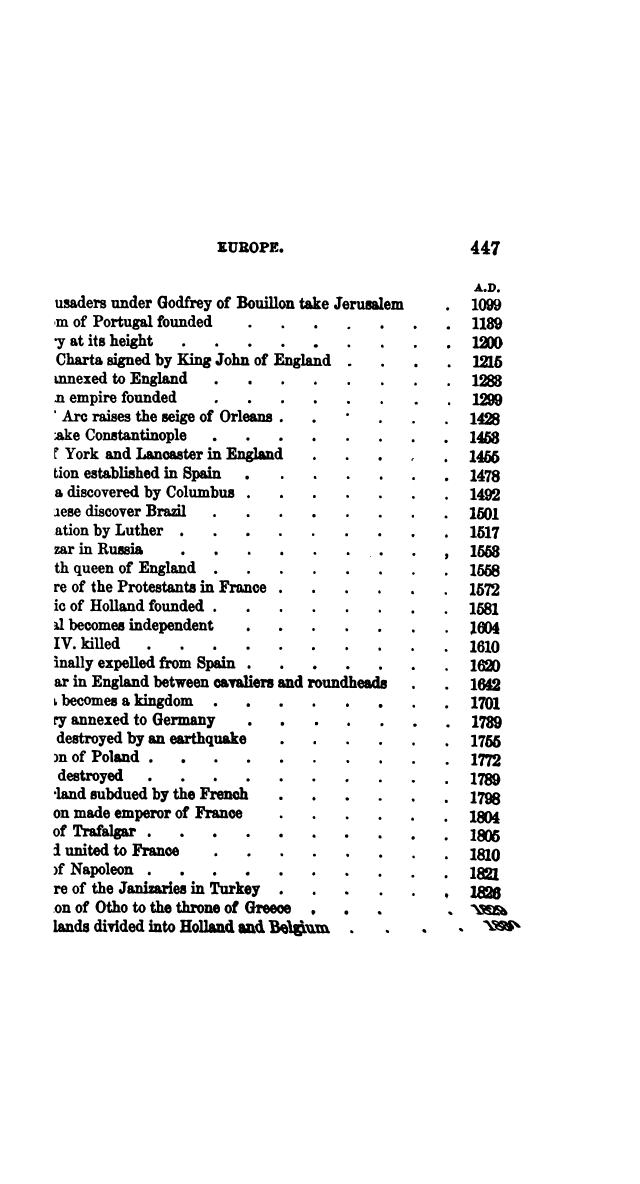 EUROPE. 447
A.D.
usaders under Godfrey of Bouillon take Jerusalem . 1099
m of Portugal founded . . . . . . . 1139
y at its height . . . . . . . . . 1200
Charta signed by King John of England . . . . 1215
annexed to England . . . . . . . . 1283
n empire founded . . . . . . . . 1299
' Arc raises the seige of Orleans . . . . . . 1428
take Constantinople . . . . . . . . 1453
f York and Lancaster in England . . . . . 1455
tion established in Spain . . . . . . . 1478
a discovered by Columbus . . . . . . . 1492
uese discover Brazil . . . . . . . . 1501
ation by Luther . . . . . . . . . 1517
zar in Russia . . . . . . . . . 1553
th queen of England . . . . . . . . 1558
re of the Protestants in France . . . . . . 1572
ic of Holland founded . . . . . . . . 1581
al becomes independent . . . . . . . 1604
IV. killed . . . . . . . . . . 1610
inally expelled from Spain . . . . . . . 1620
ar in England between cavaliers and roundheads . . 1642
becomes a kingdom . . . . . . . . 1701
ry annexed to Germany . . . . . . . 1739
destroyed by an earthquake . . . . . . 1755
on of Poland . . . . . . . . . . 1772
destroyed . . . . . . . . . . 1789
land subdued by the French . . . . . . 1798
on made emperor of France . . . . . . 1804
of Trafalgar . . . . . . . . . . 1805
d united to France . . . . . . . . 1810
of Napoleon . . . . . . . . . . 1821
re of the Janizaries in Turkey . . . . . . 1826
on of Otho to the throne of Greece . . . .
lands divided into Holland and Belgium . . . .